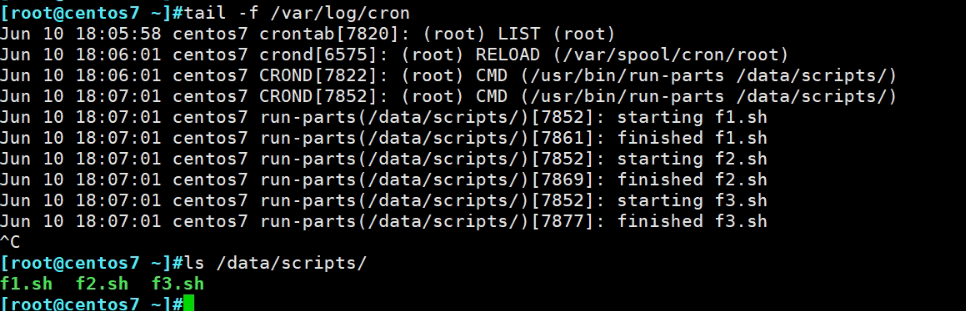 [root@centos7 ~]#tail -f /var/log/cron
Jun 10 18:05:58 centos7 crontab[7820]: (root) LIST (root)
Jun 10 18:06:01 centos7 crond[6575]: (root) RELOAD (/var/spool/cron/root)
Jun 10 18:06:01 centos7 CROND[7822]: (root) CMD (/usr/bin/run-parts /data/scripts/)
Jun 10 18:07:01 centos7 CROND[7852]: (root) CMD (/usr/bin/run-parts /data/scripts/)
Jun 10 18:07:01 centos7 run-parts(/data/scripts/)[7852]: starting f1.sh
Jun 10 18:07:01 centos7 run-parts(/data/scripts/)[7861]: finished f1.sh
Jun 10 18:07:01 centos7 run-parts(/data/scripts/)[7852]: starting f2.sh
Jun 10 18:07:01 centos7 run-parts(/data/scripts/)[7869]: finished f2.sh
Jun 10 18:07:01 centos7 run-parts(/data/scripts/)[7852]: starting f3.sh
Jun 10 18:07:01 centos7 run-parts(/data/scripts/)[7877]: finished f3.sh
^C
[root@centos7 ~]#ls /data/scripts/
f1.sh  f2.sh  f3.sh
[root@centos7 ~]#